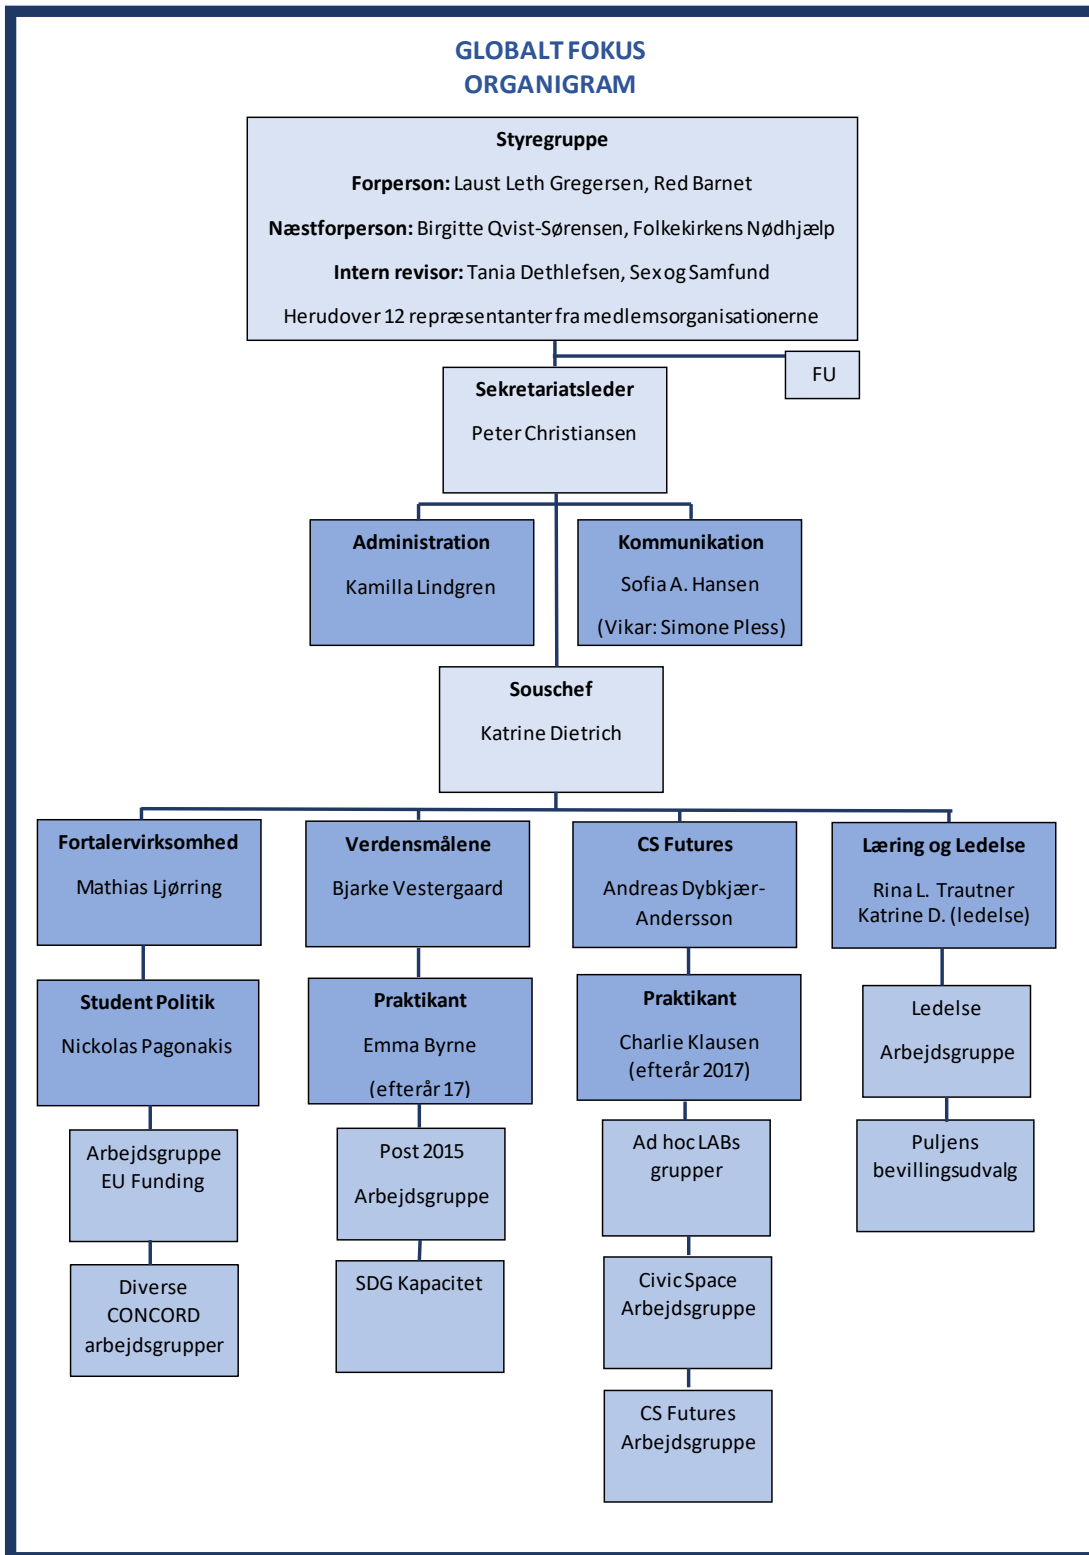 GLOBALT FOKUS
ORGANIGRAM
Styregruppe
Forperson: Laust Leth Gregersen, Red Barnet
Næstforperson: Birgitte Qvist-Sørensen, Folkekirkens Nødhjælp
Intern revisor: Tania Dethlefsen, Sex og Samfund
Herudover 12 repræsentanter fra medlemsorganisationerne
FU
Sekretariatsleder
Peter Christiansen
Administration
Kamilla Lindgren
Kommunikation
Sofia A. Hansen
(Vikar: Simone Pless)
Souschef
Katrine Dietrich
Fortalervirksomhed
Mathias Ljørring
Student Politik
Nickolas Pagonakis
Arbejdsgruppe
EU Funding
Diverse
CONCORD
arbejdsgrupper
Verdensmålene
Bjarke Vestergaard
Praktikant
Emma Byrne
(efterår 17)
Post 2015
Arbejdsgruppe
SDG Kapacitet
CS Futures
Andreas Dybkjær-
Andersson
Praktikant
Charlie Klausen
(efterår 2017)
Ad hoc LABs
grupper
Civic Space
Arbejdsgruppe
CS Futures
Arbejdsgruppe
Læring og Ledelse
Rina L. Trautner
Katrine D. (ledelse)
Ledelse
Arbejdsgruppe
Puljens
bevillingsudvalg